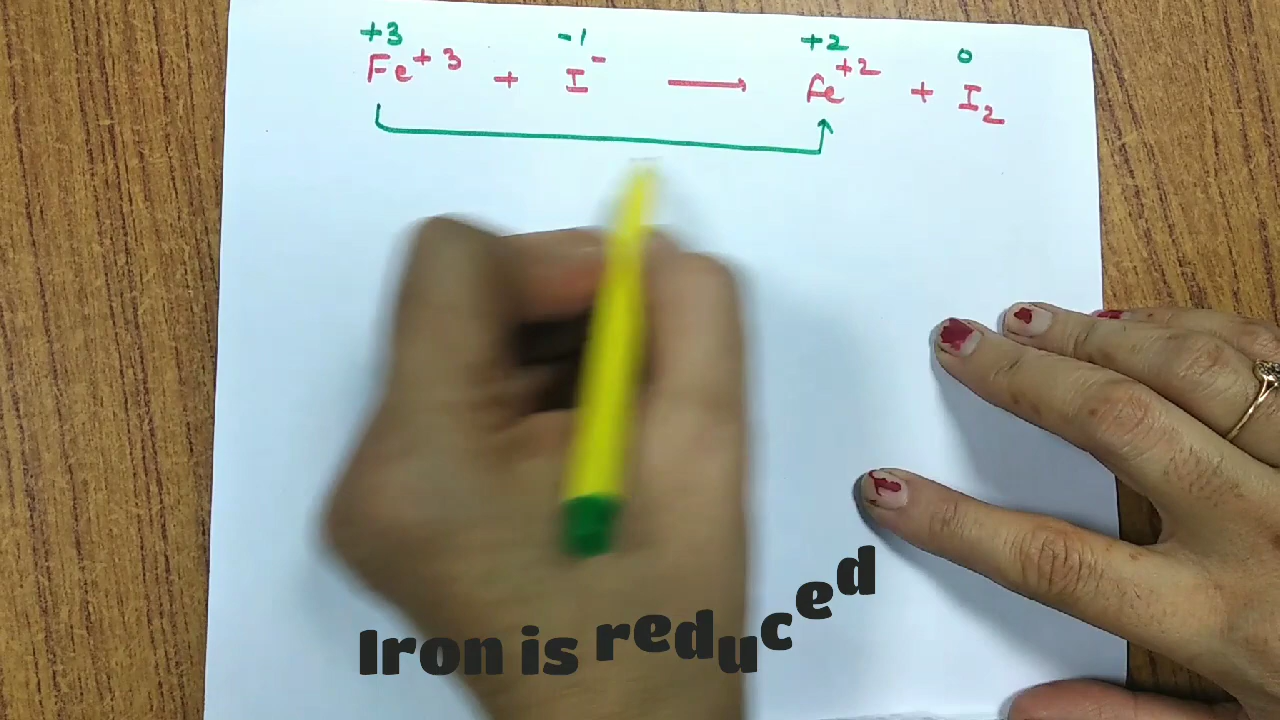 +3 -1 +2 0
Fe+3 + I- → Fe+2 + I2
Iron is reduced